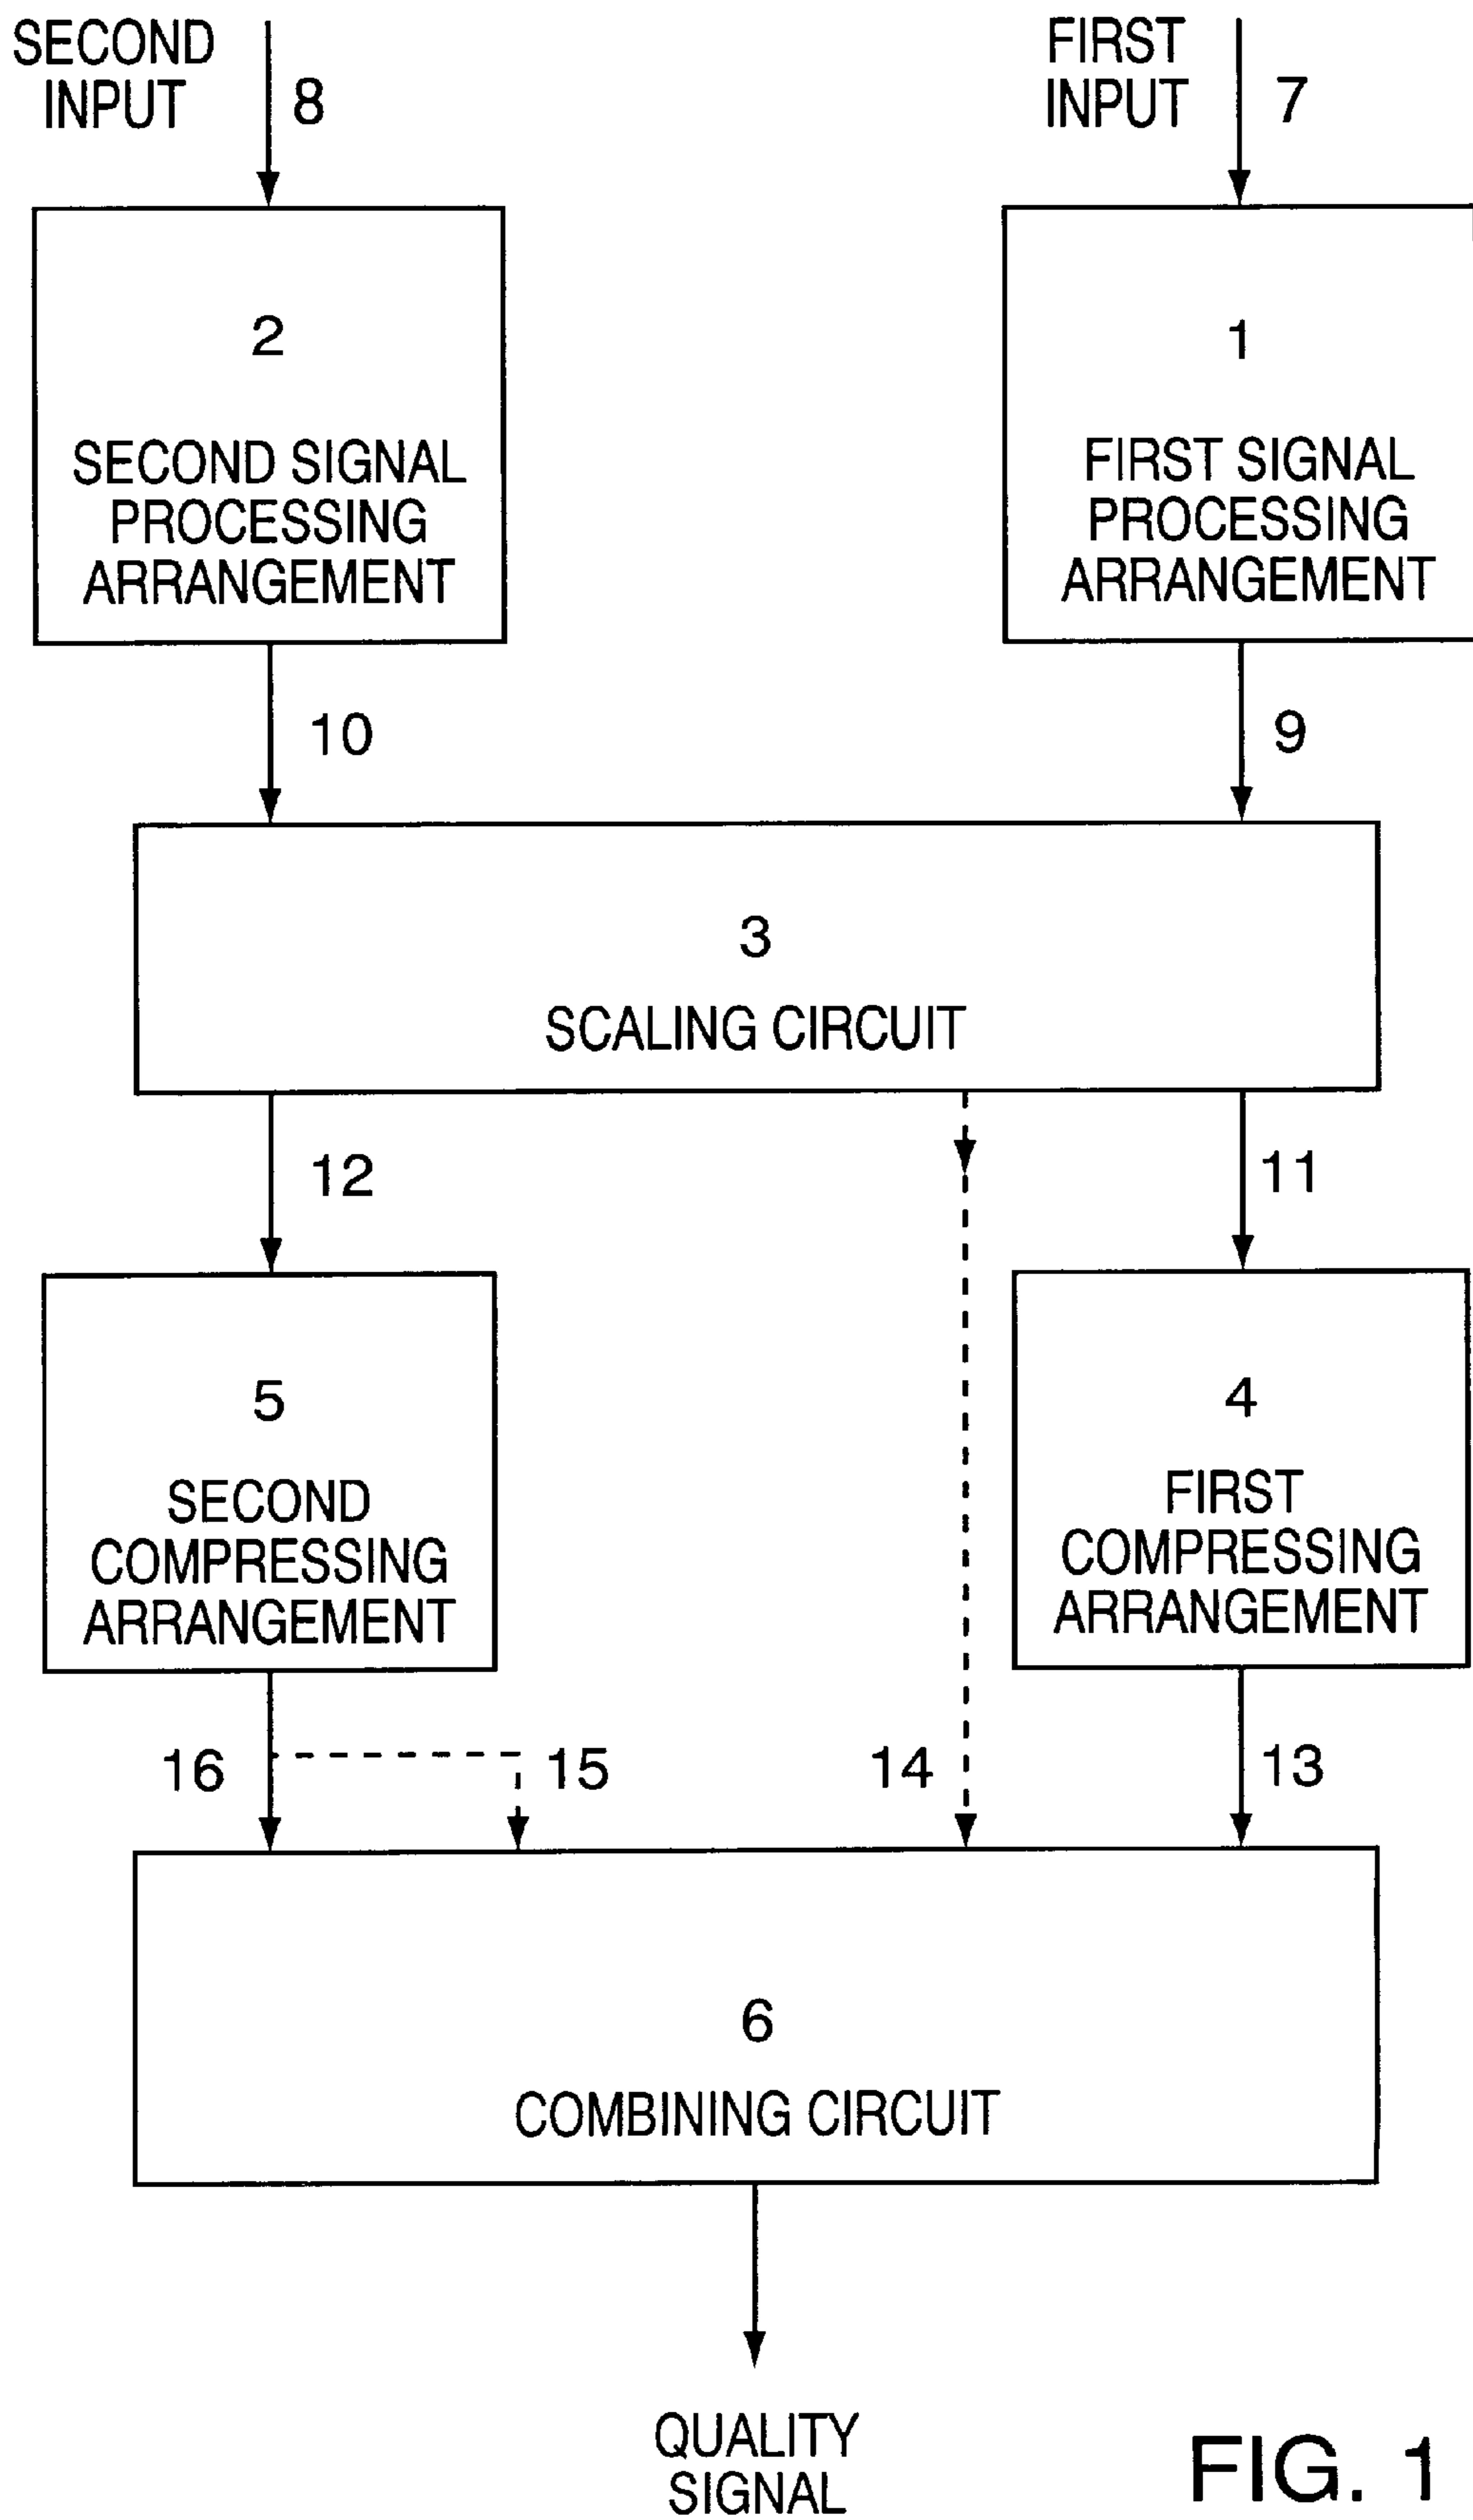 SECOND
INPUT
8
FIRST
INPUT
7
2
SECOND SIGNAL
PROCESSING
ARRANGEMENT
1
FIRST SIGNAL
PROCESSING
ARRANGEMENT
10
9
3
SCALING CIRCUIT
12
11
5
SECOND
COMPRESSING
ARRANGEMENT
4
FIRST
COMPRESSING
ARRANGEMENT
16
15
14
13
6
COMBINING CIRCUIT
QUALITY
SIGNAL
FIG. 1